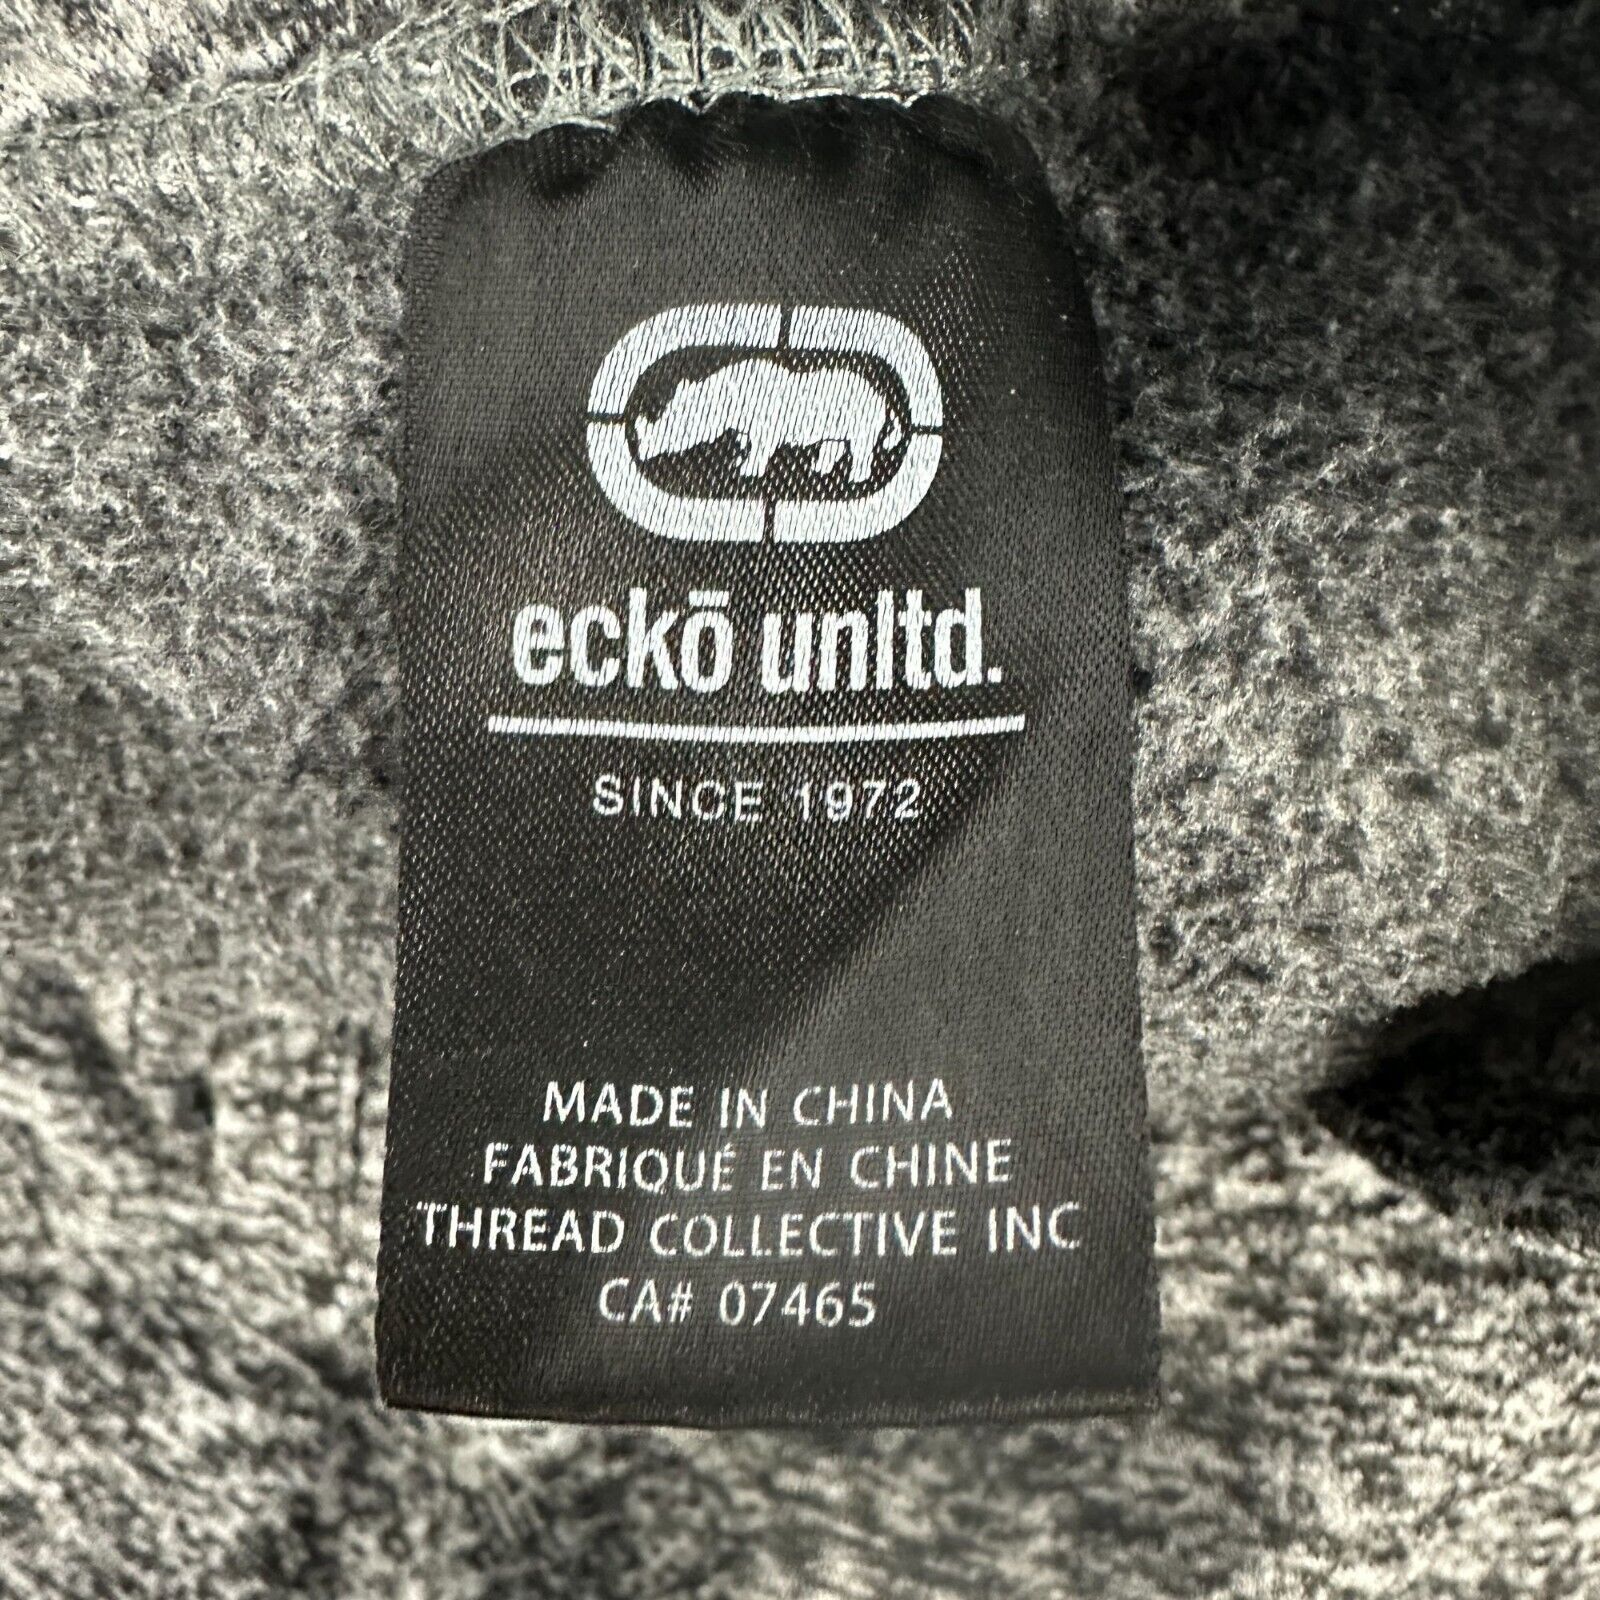 eckō unltd.
SINCE 1972
MADE IN CHINA
FABRIQUÉ EN CHINE
THREAD COLLECTIVE INC
CA# 07465